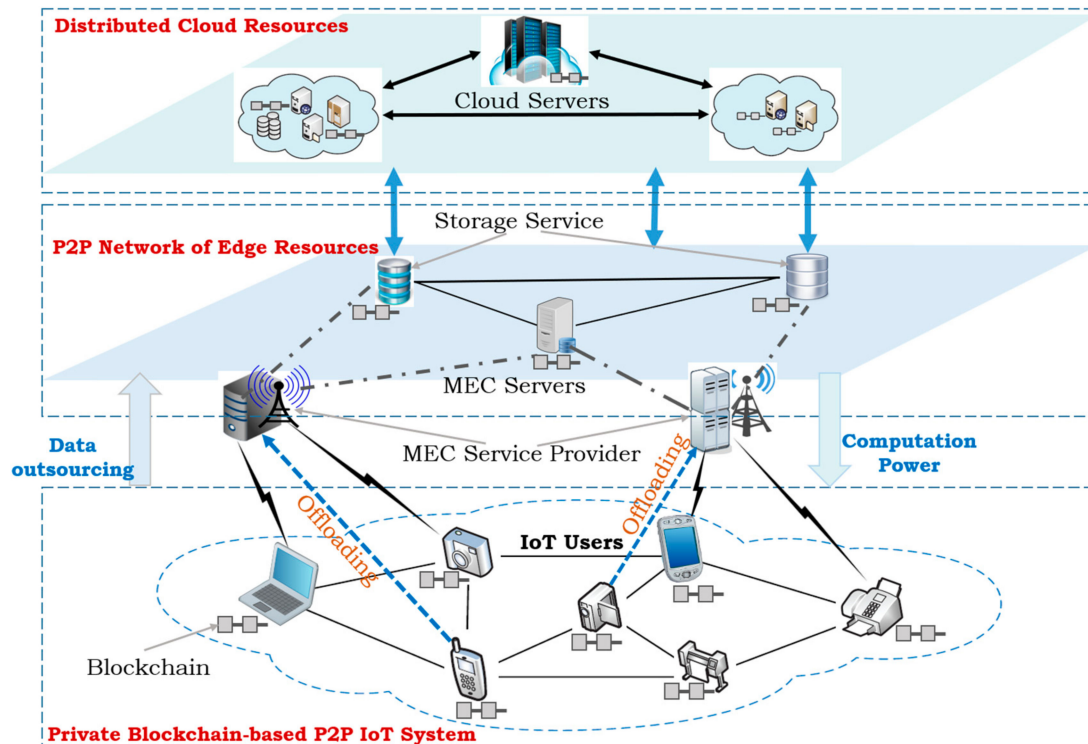 Distributed Cloud Resources
Cloud Servers
Storage Service
P2P Network of Edge Resources
MEC Servers
Data
outsourcing
MEC Service Provider
Computation
Power
Offloading
Offloading
IoT Users
Blockchain
Private Blockchain-based P2P IoT System